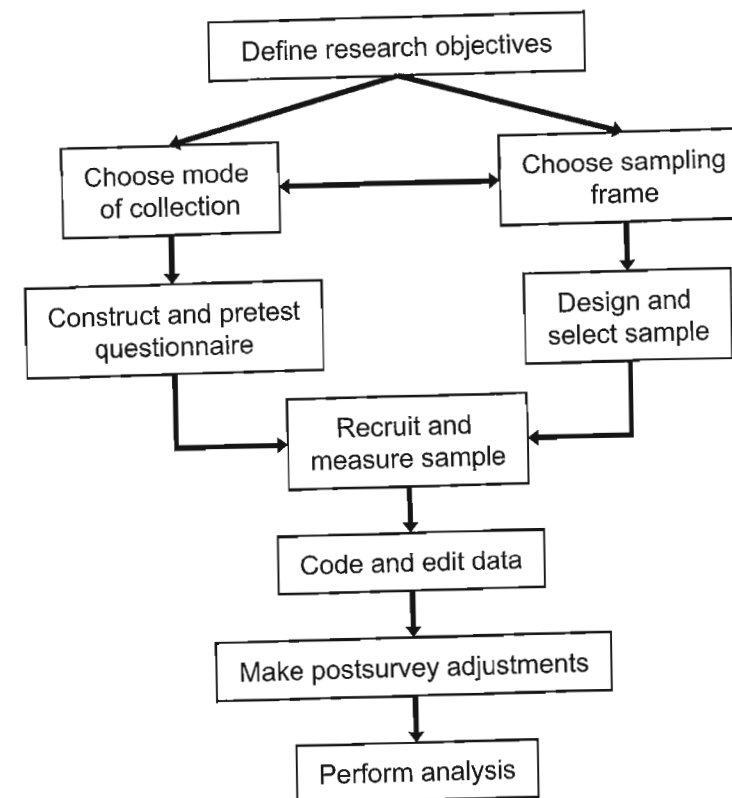 Define research objectives
Choose mode
of collection
Choose sampling
frame
Construct and pretest
questionnaire
Design and
select sample
Recruit and
measure sample
Code and edit data
Make postsurvey adjustments
Perform analysis